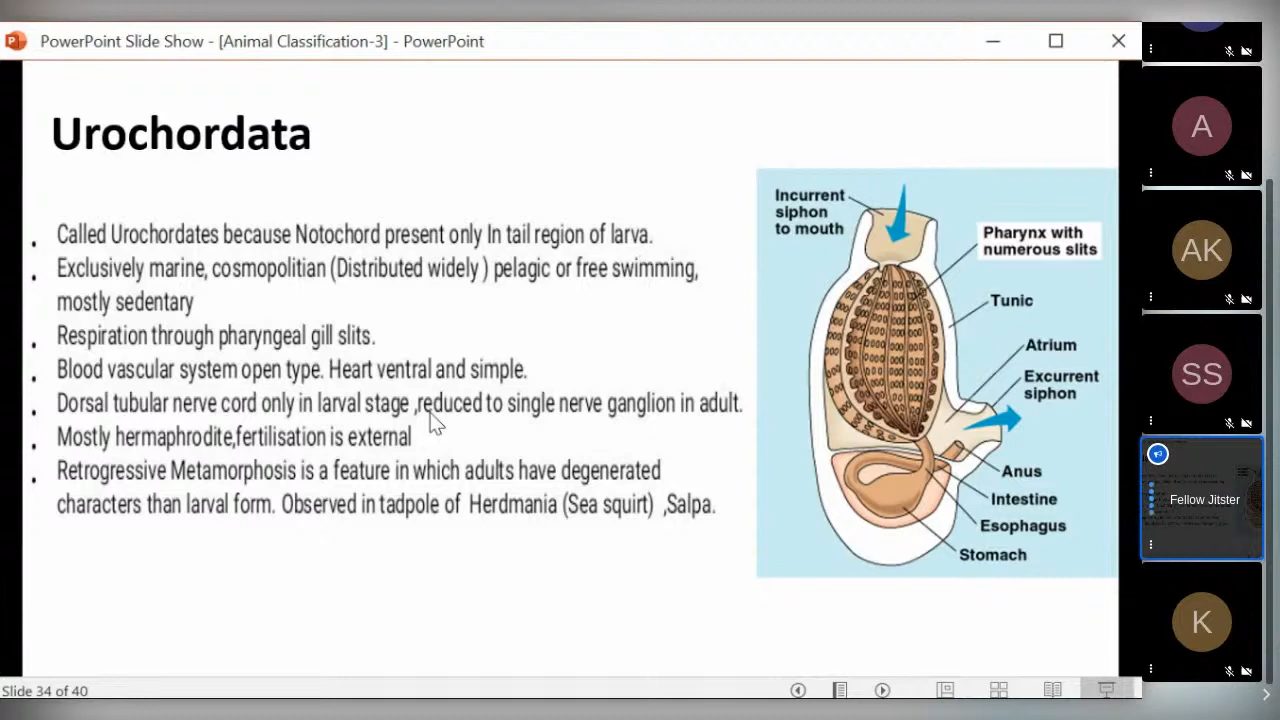 PowerPoint Slide Show - [Animal Classification-3] - PowerPoint
Urochordata
. Called Urochordates because Notochord present only In tail region of larva.
. Exclusively marine, cosmopolitian (Distributed widely ) pelagic or free swimming,
mostly sedentary
. Respiration through pharyngeal gill slits.
. Blood vascular system open type. Heart ventral and simple.
. Dorsal tubular nerve cord only in larval stage ,reduced to single nerve ganglion in adult.
. Mostly hermaphrodite,fertilisation is external
. Retrogressive Metamorphosis is a feature in which adults have degenerated
characters than larval form. Observed in tadpole of Herdmania (Sea squirt) ,Salpa.
Incurrent
siphon
to mouth
Pharynx with
numerous slits
Tunic
Atrium
Excurrent
siphon
Anus
Intestine
Esophagus
Stomach
A
AK
SS
Fellow Jitster
K
Slide 34 of 40